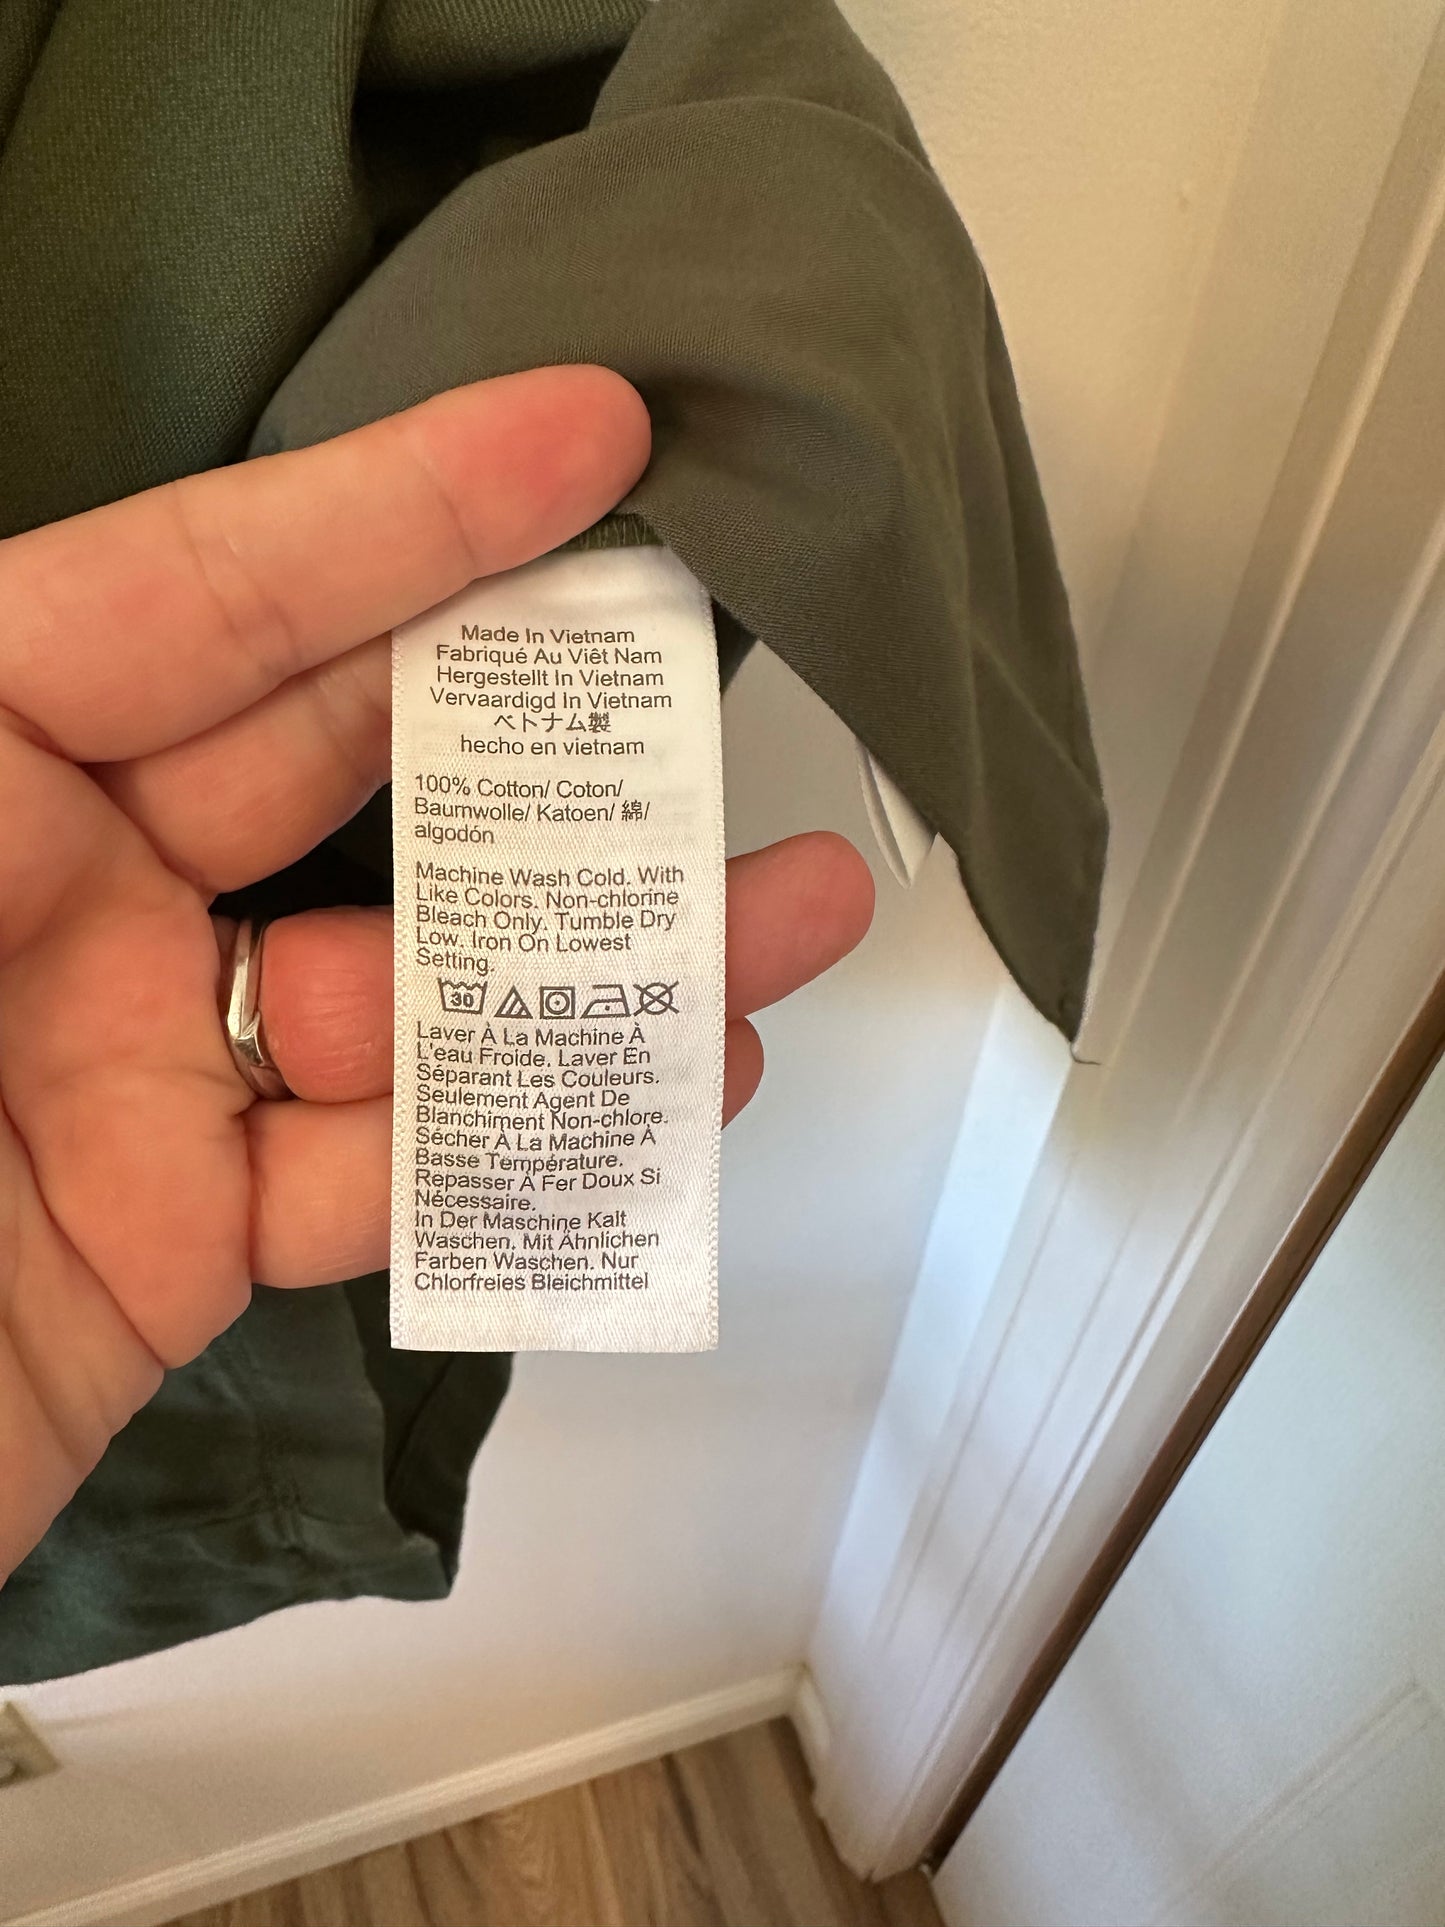 Made In Vietnam
Fabriqué Au Viêt Nam
Hergestellt In Vietnam
Vervaardigd In Vietnam
ベトナム製
hecho en vietnam
100% Cotton/ Coton/
Baumwolle/ Katoen/ 綿/
algodón
Machine Wash Cold. With
Like Colors. Non-chlorine
Bleach Only. Tumble Dry
Low. Iron On Lowest
Setting.
30
Laver À La Machine À
L'eau Froide. Laver En
Séparant Les Couleurs.
Seulement Agent De
Blanchiment Non-chlore.
Sécher À La Machine À
Basse Température.
Repasser À Fer Doux Si
Nécessaire.
In Der Maschine Kalt
Waschen. Mit Ähnlichen
Farben Waschen. Nur
Chlorfreies Bleichmittel